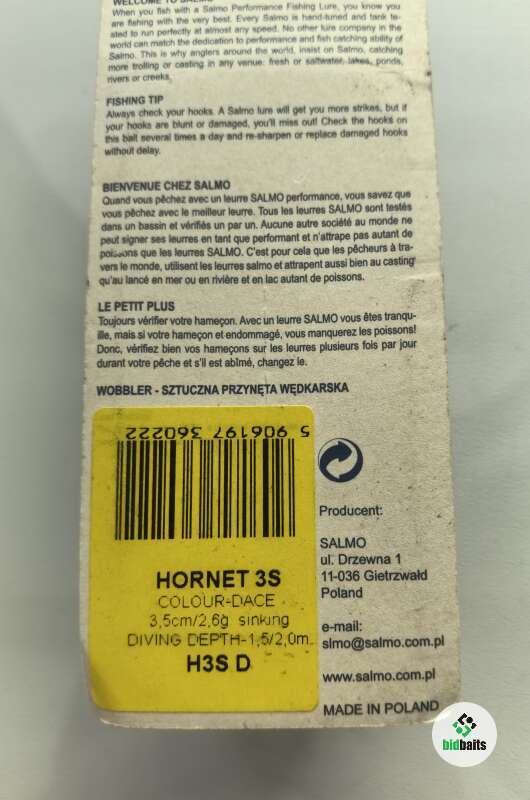 WELCOME TO SALMO
When you fish with a Salmo Performance Fishing Lure, you know you
are fishing with the very best. Every Salmo is hand-tuned and tank te-
sted to run perfectly at almost any speed. No other lure company in the
world can match the dedication to performance and fish catching ability of
Salmo. This is why anglers around the world, insist on Salmo, catching
more trolling or casting in any venue: fresh or saltwater, lakes, ponds,
rivers or creeks.
FISHING TIP
Always check your hooks. A Salmo lure will get you more strikes, but if
your hooks are blunt or damaged, you'll miss out! Check the hooks on
this bait several times a day and re-sharpen or replace damaged hooks
without delay.
BIENVENUE CHEZ SALMO
Quand vous pêchez avec un leurre SALMO performance, vous savez que
vous pêchez avec le meilleur leurre. Tous les leurres SALMO sont testés
dans un bassin et vérifiés un par un. Aucune autre société au monde ne
peut signer ses leurres en tant que performant et n'attrape pas autant de
poissons que les leurres SALMO. C'est pour cela que les pêcheurs à tra-
vers le monde, utilisent les leurres salmo et attrapent aussi bien au casting
qu'au lancé en mer ou en rivière et en lac autant de poissons.
LE PETIT PLUS
Toujours vérifier votre hameçon. Avec un leurre SALMO vous êtes tranqu-
ille, mais si votre hameçon et endommagé, vous manquerez les poissons!
Donc, vérifiez bien vos hameçons sur les leurres plusieurs fois par jour
durant votre pêche et s'il est abîmé, changez le.
WOBBLER - SZTUCZNA PRZYNĘTA WĘDKARSKA
5 906197 360222
HORNET 3S
COLOUR-DACE
3,5cm/2,6g sinking
DIVING DEPTH-1,5/2,0m
H3S D
Producent:
SALMO
ul. Drzewna 1
11-036 Gietrzwałd
Poland
e-mail:
slmo@salmo.com.pl
www.salmo.com.pl
MADE IN POLAND
bidbaits